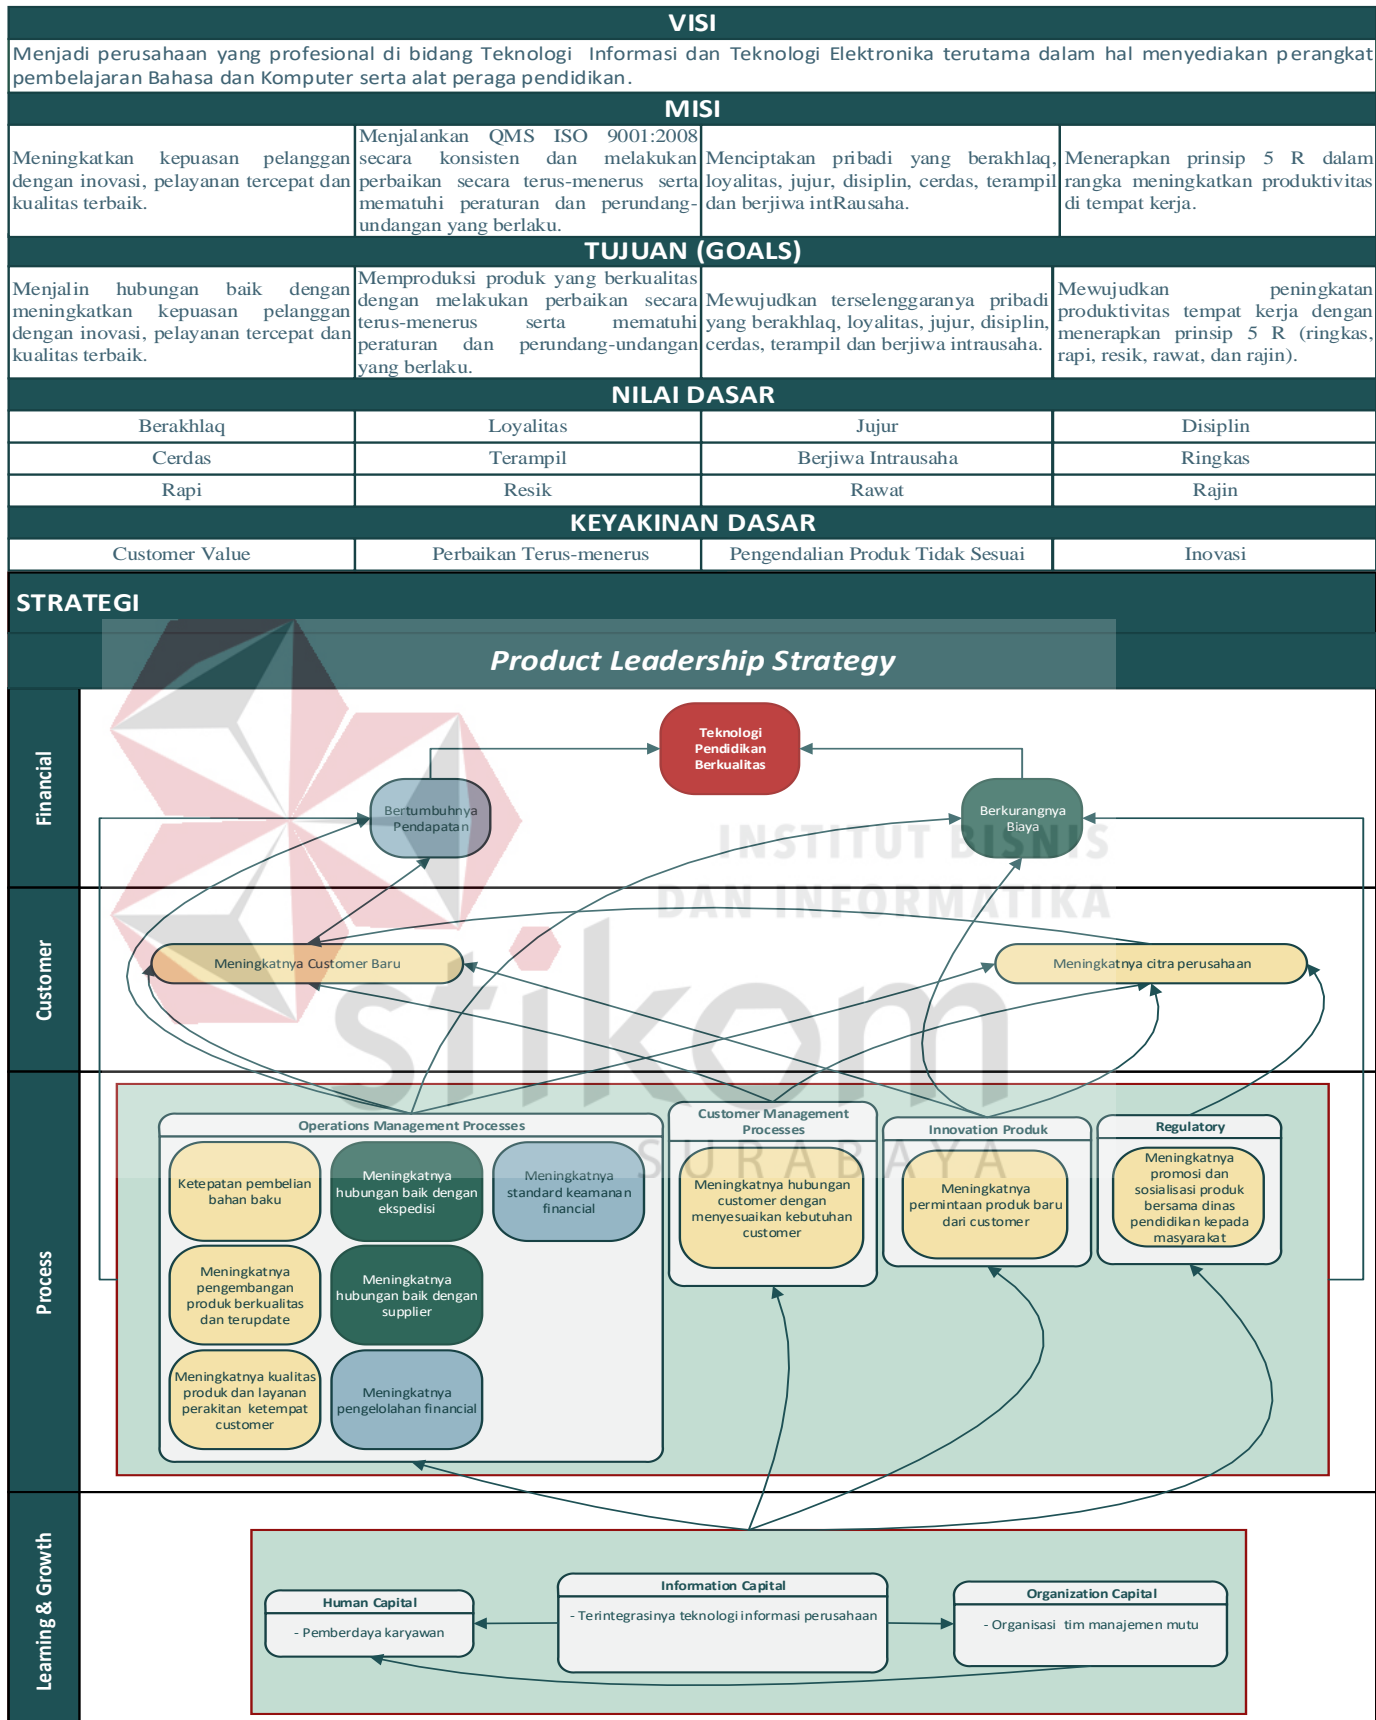 VISI
Menjadi perusahaan yang profesional di bidang Teknologi Informasi dan Teknologi Elektronika terutama dalam hal menyediakan perangkat
pembelajaran Bahasa dan Komputer serta alat peraga pendidikan.
MISI
Meningkatkan kepuasan pelanggan
dengan inovasi, pelayanan tercepat dan
kualitas terbaik.
Menjalankan QMS ISO 9001:2008
secara konsisten dan melakukan
perbaikan secara terus-menerus serta
mematuhi peraturan dan perundang-
undangan yang berlaku.
Menciptakan pribadi yang berakhlaq,
loyalitas, jujur, disiplin, cerdas, terampil
dan berjiwa intRausaha.
Menerapkan prinsip 5 R dalam
rangka meningkatkan produktivitas
di tempat kerja.
TUJUAN (GOALS)
Menjalin hubungan baik dengan
meningkatkan kepuasan pelanggan
dengan inovasi, pelayanan tercepat dan
kualitas terbaik.
Memproduksi produk yang berkualitas
dengan melakukan perbaikan secara
terus-menerus serta mematuhi
peraturan dan perundang-undangan
yang berlaku.
Mewujudkan terselenggaranya pribadi
yang berakhlaq, loyalitas, jujur, disiplin,
cerdas, terampil dan berjiwa intrausaha.
Mewujudkan peningkatan
produktivitas tempat kerja dengan
menerapkan prinsip 5 R (ringkas,
rapi, resik, rawat, dan rajin).
NILAI DASAR
Berakhlaq
Loyalitas
Jujur
Disiplin
Cerdas
Terampil
Berjiwa Intrausaha
Ringkas
Rapi
Resik
Rawat
Rajin
KEYAKINAN DASAR
Customer Value
Perbaikan Terus-menerus
Pengendalian Produk Tidak Sesuai
Inovasi
STRATEGI
Product Leadership Strategy
Financial
Teknologi
Pendidikan
Berkualitas
Bertumbuhnya
Pendapatan
Berkurangnya
Biaya
INSTITUT BISNIS
DAN INFORMATIKA
stikom
SURABAYA
Customer
Meningkatnya Customer Baru
Meningkatnya citra perusahaan
Process
Operations Management Processes
Ketepatan pembelian
bahan baku
Meningkatnya
hubungan baik dengan
ekspedisi
Meningkatnya
standard keamanan
financial
Meningkatnya
pengembangan
produk berkualitas
dan terupdate
Meningkatnya
hubungan baik dengan
supplier
Meningkatnya kualitas
produk dan layanan
perakitan ketempat
customer
Meningkatnya
pengelolahan financial
Customer Management
Processes
Meningkatnya hubungan
customer dengan
menyesuaikan kebutuhan
customer
Innovation Produk
Meningkatnya
permintaan produk baru
dari customer
Regulatory
Meningkatnya
promosi dan
sosialisasi produk
bersama dinas
pendidikan kepada
masyarakat
Learning & Growth
Human Capital
- Pemberdaya karyawan
Information Capital
- Terintegrasinya teknologi informasi perusahaan
Organization Capital
- Organisasi tim manajemen mutu